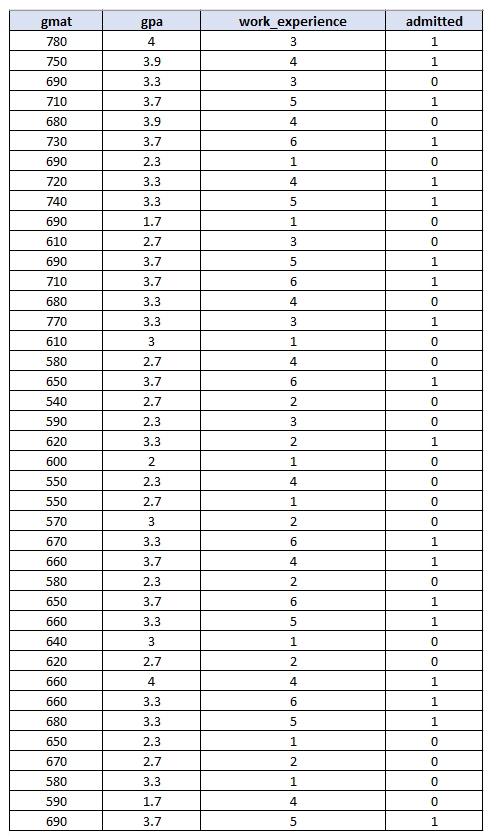 gmat gpa work_experience admitted
780 4 3 1
750 3.9 4 1
690 3.3 3 0
710 3.7 5 1
680 3.9 4 0
730 3.7 6 1
690 2.3 1 0
720 3.3 4 1
740 3.3 5 1
690 1.7 1 0
610 2.7 3 0
690 3.7 5 1
710 3.7 6 1
680 3.3 4 0
770 3.3 3 1
610 3 1 0
580 2.7 4 0
650 3.7 6 1
540 2.7 2 0
590 2.3 3 0
620 3.3 2 1
600 2 1 0
550 2.3 4 0
550 2.7 1 0
570 3 2 0
670 3.3 6 1
660 3.7 4 1
580 2.3 2 0
650 3.7 6 1
660 3.3 5 1
640 3 1 0
620 2.7 2 0
660 4 4 1
660 3.3 6 1
680 3.3 5 1
650 2.3 1 0
670 2.7 2 0
580 3.3 1 0
590 1.7 4 0
690 3.7 5 1